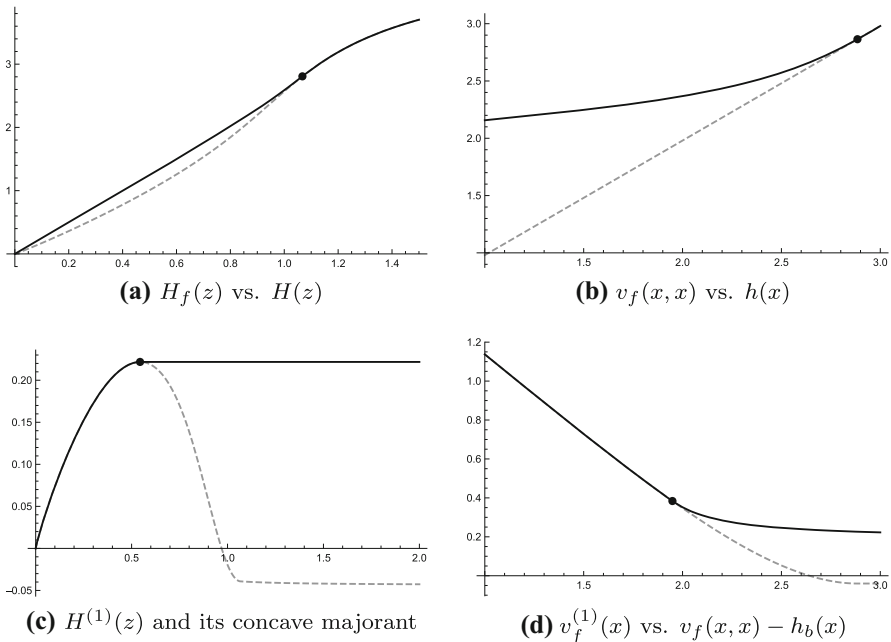 3
2
1
0.2 0.4 0.6 0.8 1.0 1.2 1.4
(a) H_f(z) vs. H(z)
3.0
2.5
2.0
1.5
1.5 2.0 2.5 3.0
(b) v_f(x, x) vs. h(x)
0.20
0.15
0.10
0.05
−0.05
0.5 1.0 1.5 2.0
(c) H^{(1)}(z) and its concave majorant
1.2
1.0
0.8
0.6
0.4
0.2
1.5 2.0 2.5 3.0
(d) v_f^{(1)}(x) vs. v_f(x, x) − h_b(x)